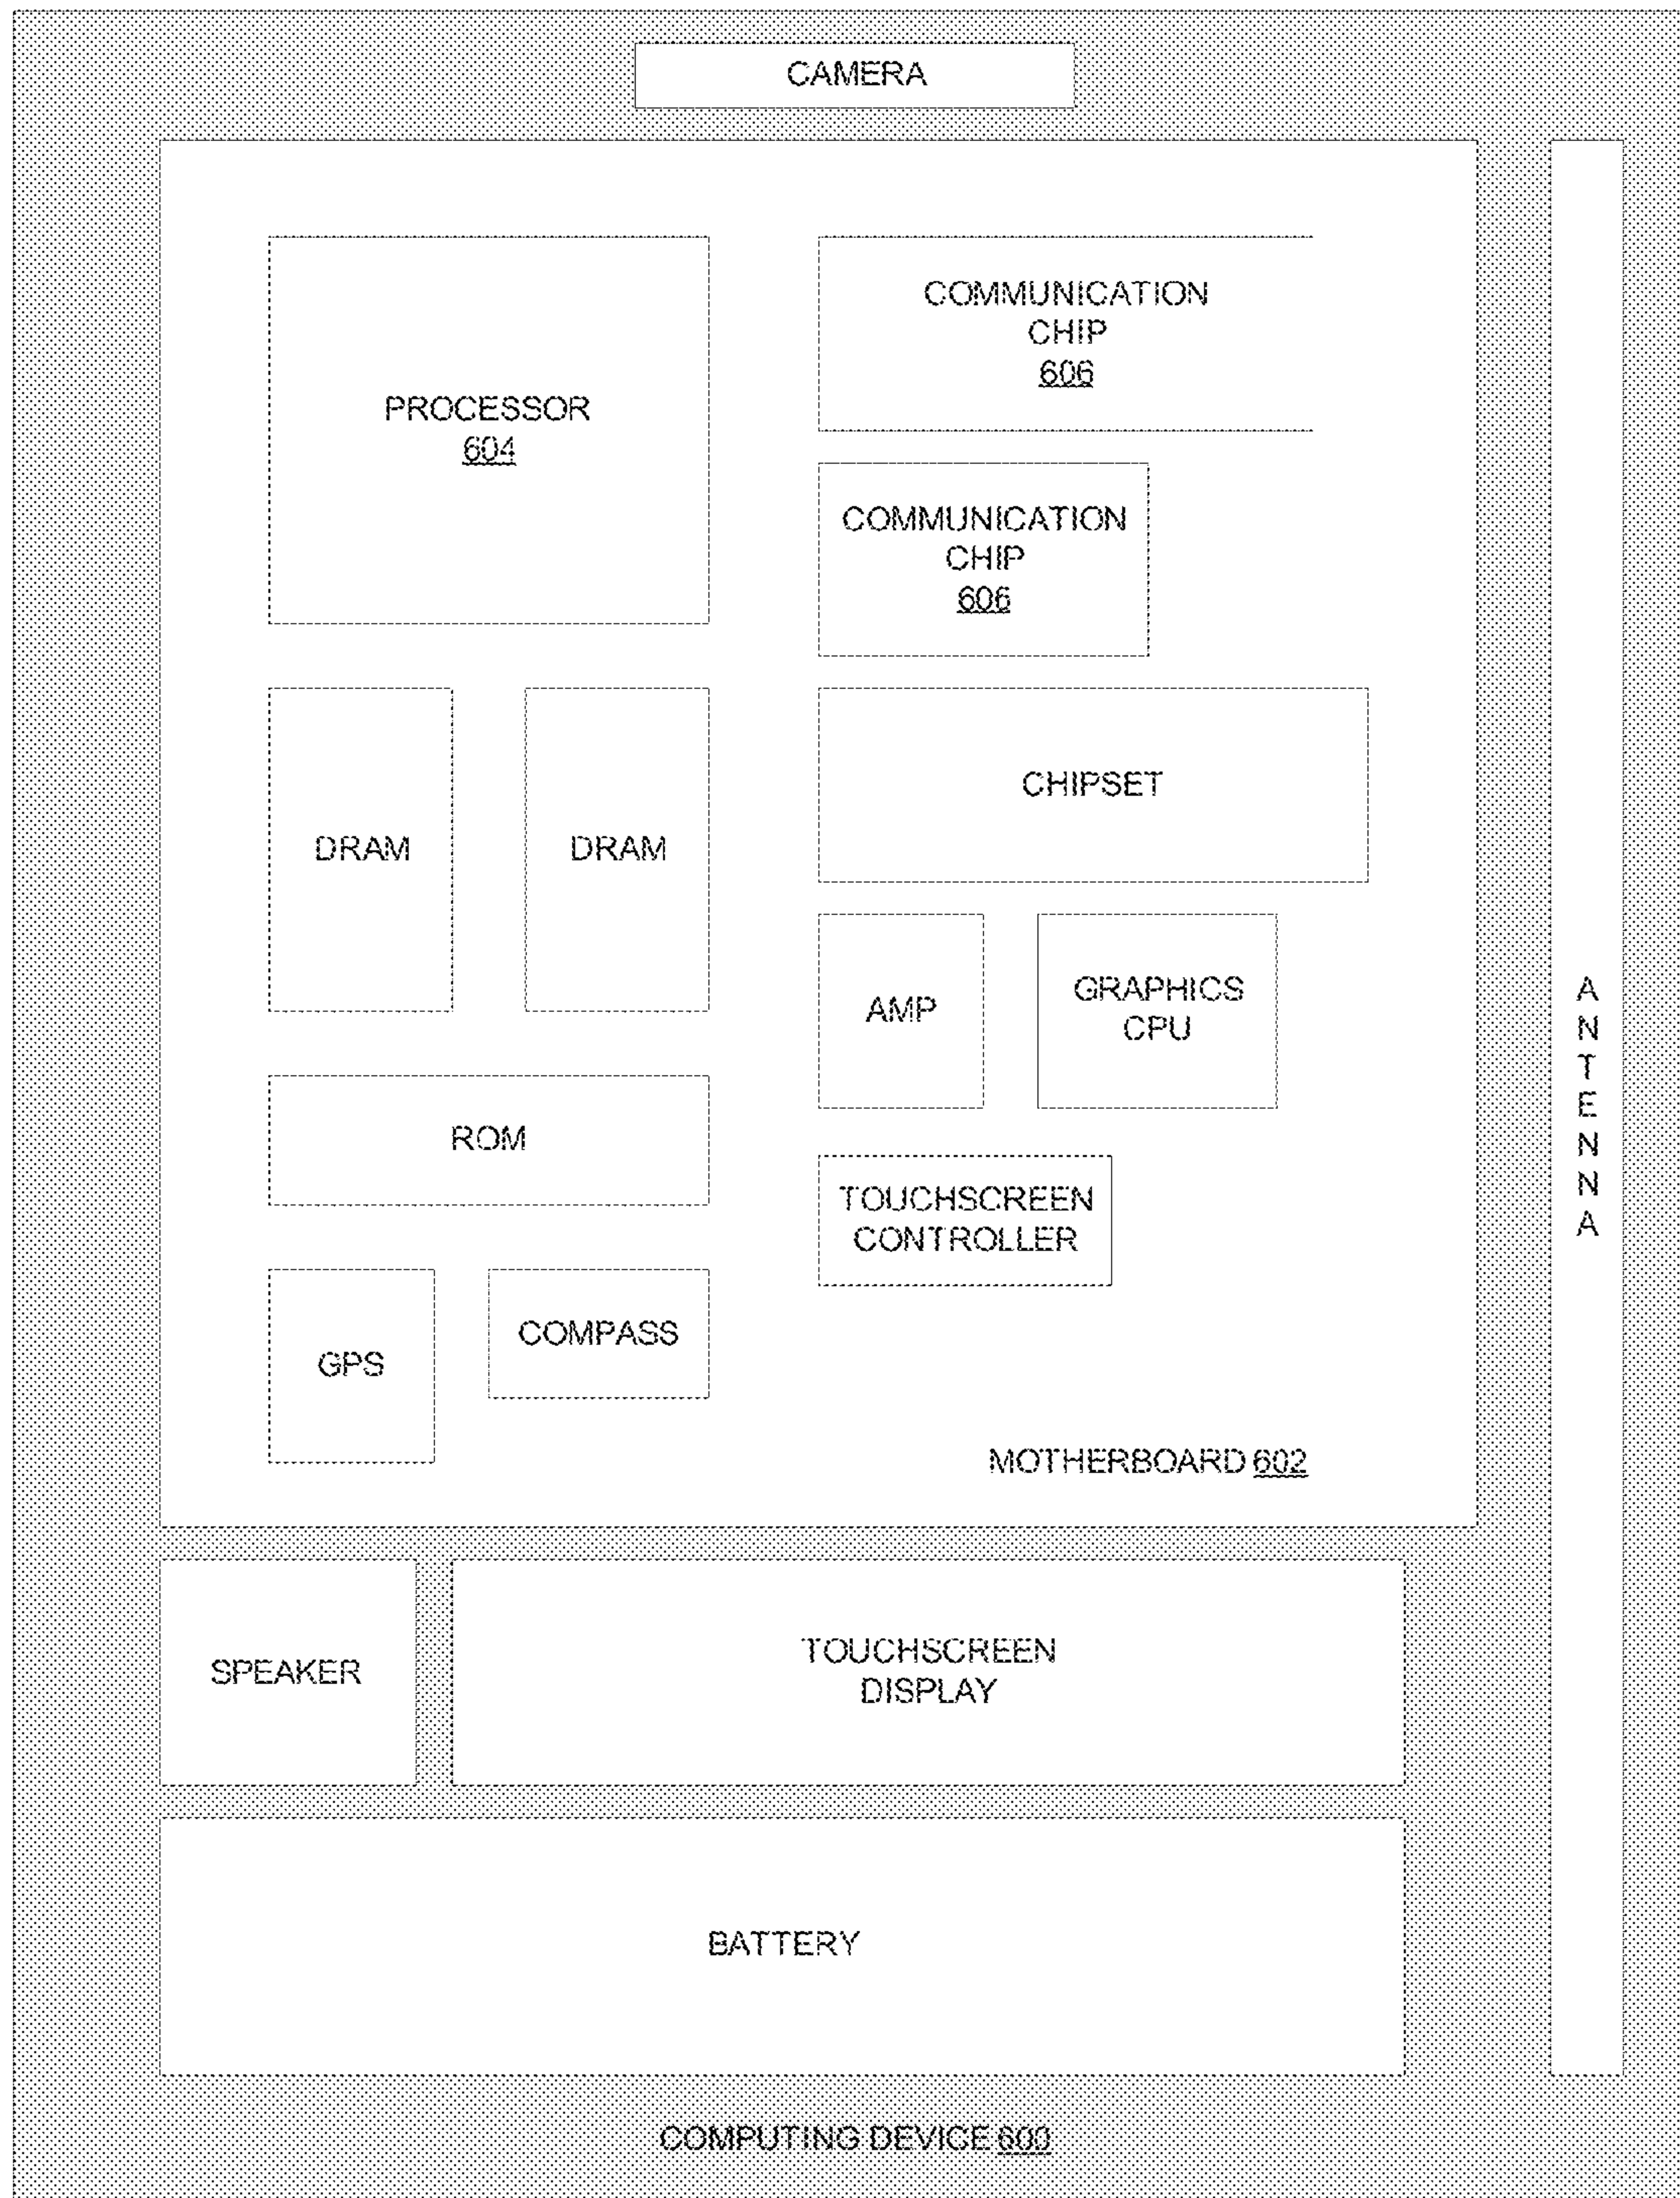 CAMERA
PROCESSOR
604
COMMUNICATION
CHIP
606
COMMUNICATION
CHIP
606
DRAM
DRAM
CHIPSET
AMP
GRAPHICS
CPU
ROM
TOUCHSCREEN
CONTROLLER
GPS
COMPASS
MOTHERBOARD 602
ANTENNA
SPEAKER
TOUCHSCREEN
DISPLAY
BATTERY
COMPUTING DEVICE 600